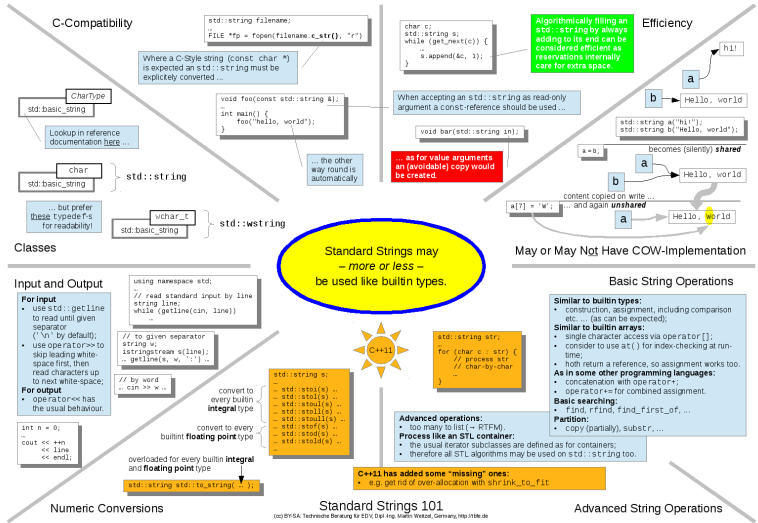 C-Compatibility
std::string filename;
…
FILE *fp = fopen(filename.c_str(), "r")
Where a C-Style string (const char *)
is expected an std::string must be
explicitely converted …
void foo(const std::string &);
…
int main() {
foo("hello, world");
}
… the other
way round is
automatically
CharType
std::basic_string
Lookup in reference
documentation here …
char
std::basic_string
std::string
… but prefer
these typedef-s
for readability!
wchar_t
std::basic_string
std::wstring
Classes
Efficiency
char c;
std::string s;
while (get_next(c)) {
…
s.append(&c, 1);
}
Algorithmically filling an
std::string by always
adding to its end can be
considered efficient as
reservations internally
care for extra space.
When accepting an std::string as read-only
argument a const-reference should be used …
void bar(std::string in);
… as for value arguments
an (avoidable) copy would
be created.
hi!
a
b
Hello, world
std::string a("hi!");
std::string b("Hello, world");
a = b;
becomes (silently) shared
a
b
Hello, world
content copied on write …
… and again unshared
a[7] = 'W';
a
Hello, world
May or May Not Have COW-Implementation
Standard Strings may
– more or less –
be used like builtin types.
Input and Output
For input
• use std::getline
to read until given
separator
('\n' by default);
• use operator>> to
skip leading white-
space first, then
read characters up
to next white-space;
For output
• operator<< has
the usual behaviour.
using namespace std;
…
// read standard input by line
string line;
while (getline(cin, line))
…
// to given separator
string w;
istringstream s(line);
… getline(s, w, ':') …
// by word
… cin >> w …
int n = 0;
…
cout << ++n
<< line
<< endl;
C++11
std::string s;
…
… std::stoi(s) …
… std::stol(s) …
… std::stoul(s) …
… std::stoll(s) …
… std::stoull(s) …
… std::stof(s) …
… std::stod(s) …
… std::stold(s) …
convert to
every builtin
integral type
convert to every
builtint floating point type
overloaded for every builtin integral
and floating point type
std::string std::to_string( … );
Numeric Conversions
std::string str;
…
for (char c : str) {
// process str
// char-by-char
…
}
Basic String Operations
Similar to builtin types:
• construction, assignment, including comparison
etc. … (as can be expected);
Similar to builtin arrays:
• single character access via operator[];
• consider to use at() for index-checking at run-
time;
• hoth return a reference, so assignment works too.
As in some other programming languages:
• concatenation with operator+;
• operator+= for combined assignment.
Basic searching:
• find, rfind, find_first_of, …
Partition:
• copy (partially), substr, …
Advanced operations:
• too many to list (→ RTFM).
Process like an STL container:
• the usual iterator subclasses are defined as for containers;
• therefore all STL algorithms may be used on std::string too.
C++11 has added some "missing" ones:
• e.g. get rid of over-allocation with shrink_to_fit
Standard Strings 101
(cc) BY-SA: Technische Beratung für EDV, Dipl.-Ing. Martin Weitzel, Germany, http://tbfe.de
Advanced String Operations